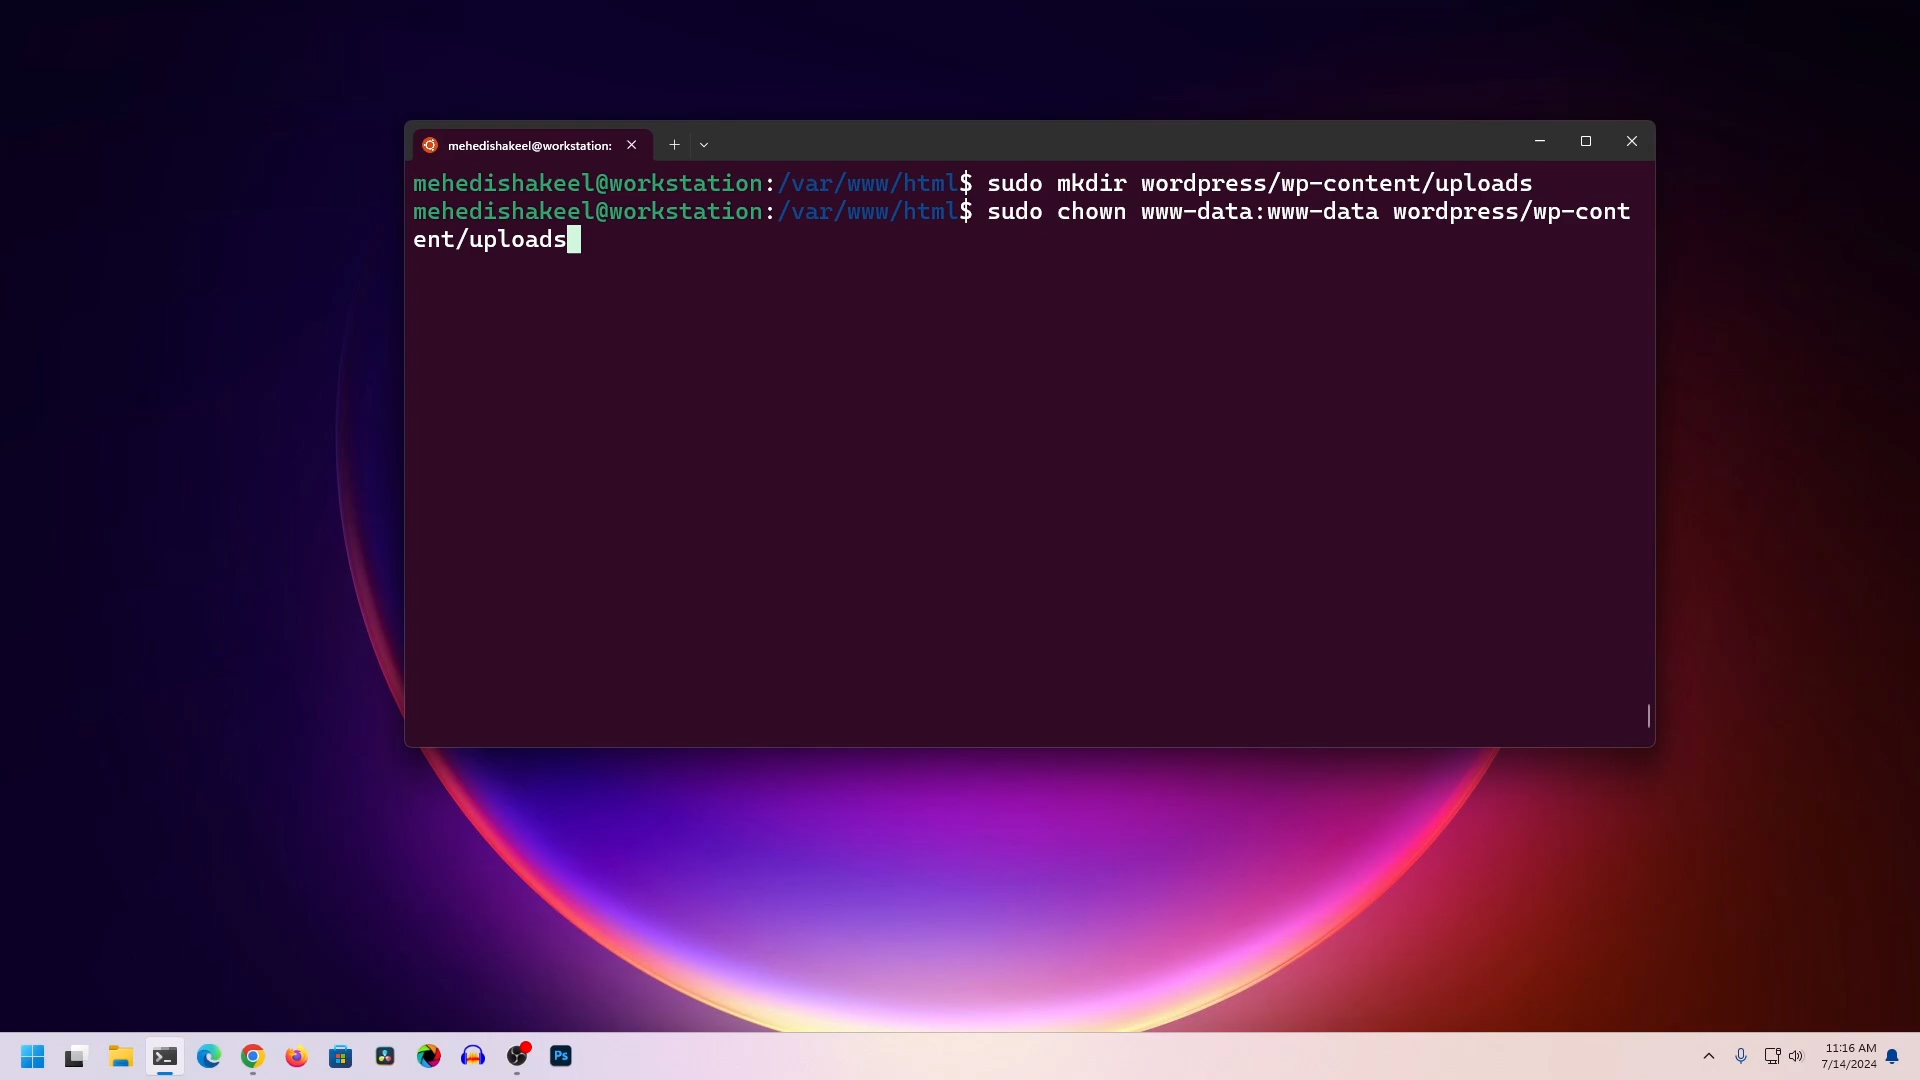 mehedishakeel@workstation:
mehedishakeel@workstation:/var/www/html$ sudo mkdir wordpress/wp-content/uploads
mehedishakeel@workstation:/var/www/html$ sudo chown www-data:www-data wordpress/wp-cont
ent/uploads
Ps
11:16 AM
7/14/2024